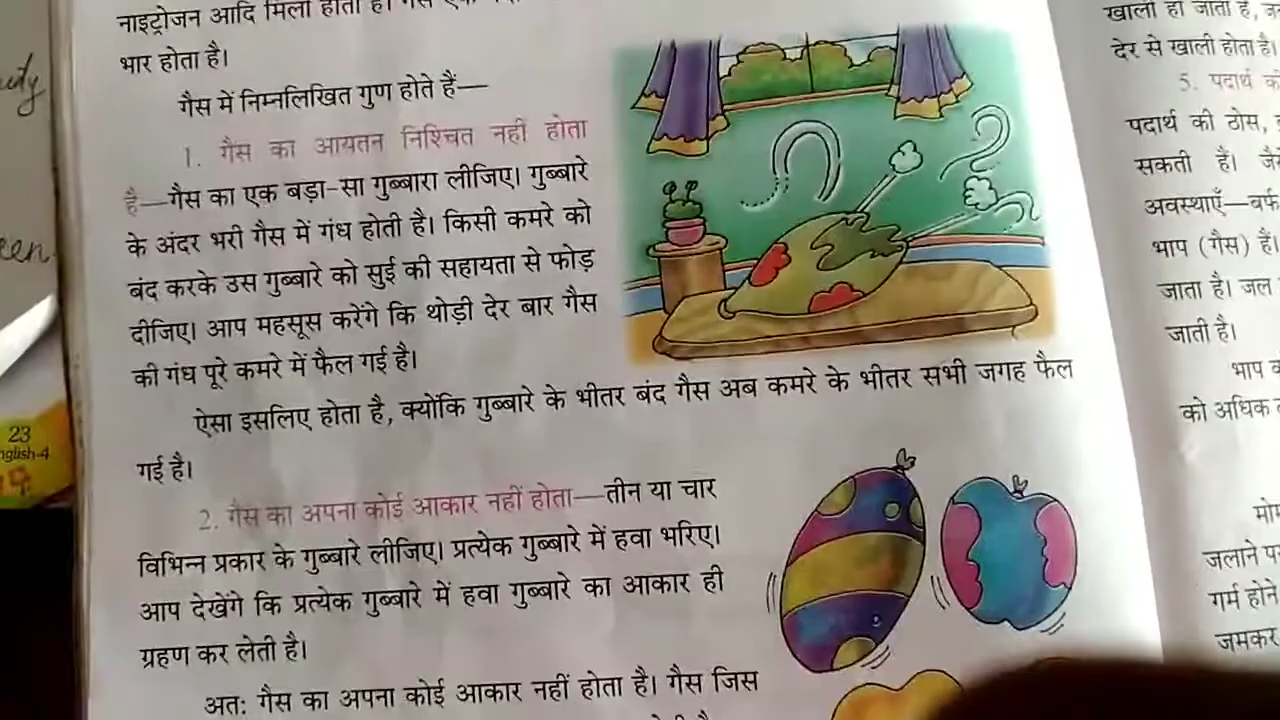 नाइट्रोजन आदि मिला होता है। गैस
भार होता है।
गैस में निम्नलिखित गुण होते हैं—
1. गैस का आयतन निश्चित नहीं होता
है—गैस का एक बड़ा-सा गुब्बारा लीजिए। गुब्बारे
के अंदर भरी गैस में गंध होती है। किसी कमरे को
बंद करके उस गुब्बारे को सुई की सहायता से फोड़
दीजिए। आप महसूस करेंगे कि थोड़ी देर बार गैस
की गंध पूरे कमरे में फैल गई है।
ऐसा इसलिए होता है, क्योंकि गुब्बारे के भीतर बंद गैस अब कमरे के भीतर सभी जगह फैल
गई है।
2. गैस का अपना कोई आकार नहीं होता—तीन या चार
विभिन्न प्रकार के गुब्बारे लीजिए। प्रत्येक गुब्बारे में हवा भरिए।
आप देखेंगे कि प्रत्येक गुब्बारे में हवा गुब्बारे का आकार ही
ग्रहण कर लेती है।
अतः गैस का अपना कोई आकार नहीं होता है। गैस जिस
खाली हो जाता है,
देर से खाली होता है।
5. पदार्थ
पदार्थ की ठोस,
सकती हैं।
अवस्थाएँ—बर्फ
भाप (गैस) हैं।
जाता है। जल
जाती है।
भाप
को अधिक
जलाने
गर्म होने
जमकर
23